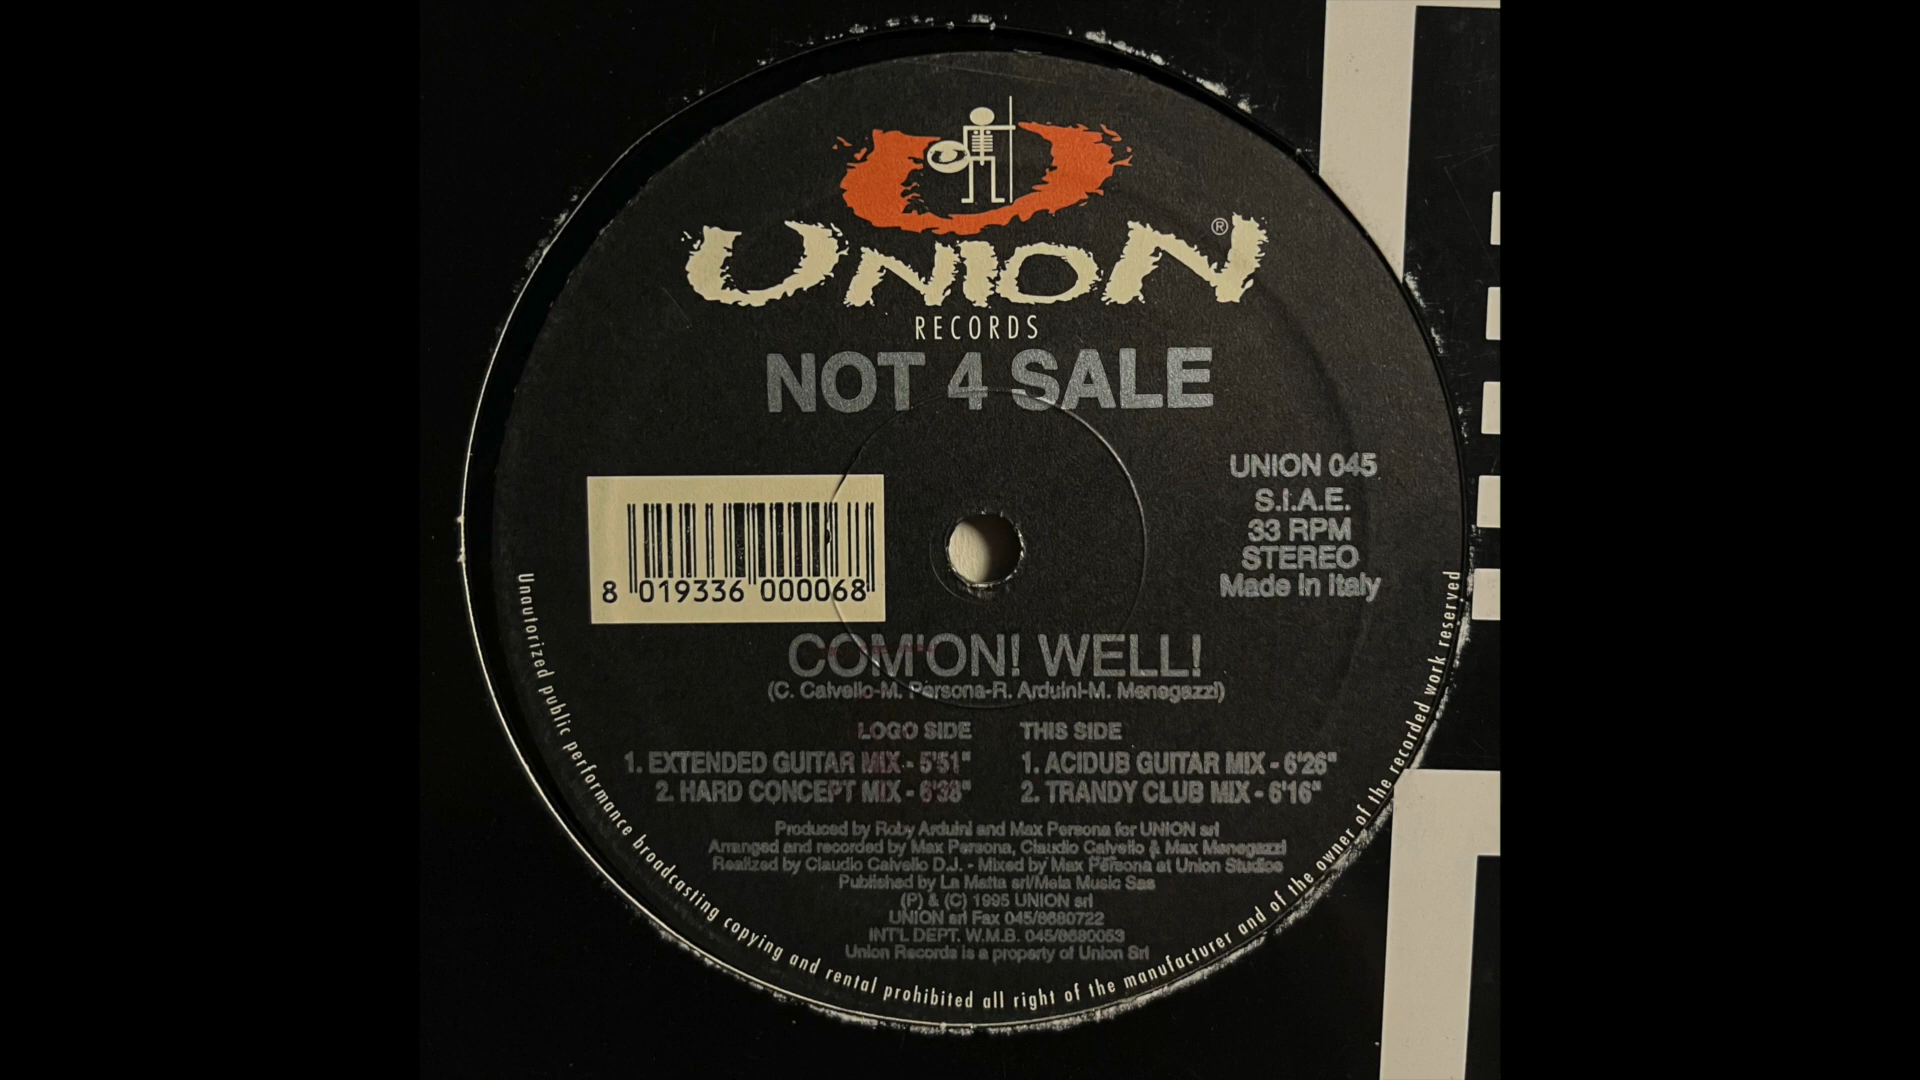 UNION ®
RECORDS
NOT 4 SALE
UNION 045
S.I.A.E.
33 RPM
STEREO
Made in Italy
8 019336 000068
COM'ON! WELL!
(C. Calvello-M. Persona-R. Arduini-M. Menegazzi)
LOGO SIDE
1. EXTENDED GUITAR MIX - 5'51"
2. HARD CONCEPT MIX - 6'38"
THIS SIDE
1. ACIDUB GUITAR MIX - 6'26"
2. TRANDY CLUB MIX - 6'16"
Produced by Roby Arduini and Max Persona for UNION srl
Arranged and recorded by Max Persona, Claudio Calvello & Max Menegazzi
Realized by Claudio Calvello D.J. - Mixed by Max Persona at Union Studios
Published by La Matta srl/Mela Music Sas
(P) & (C) 1995 UNION srl
UNION srl Fax 045/8680722
INT'L DEPT. W.M.B. 045/8680053
Union Records is a property of Union Srl
Unautorized public performance broadcasting copying and rental prohibited all right of the manufacturer and of the owner of the recorded work reserved